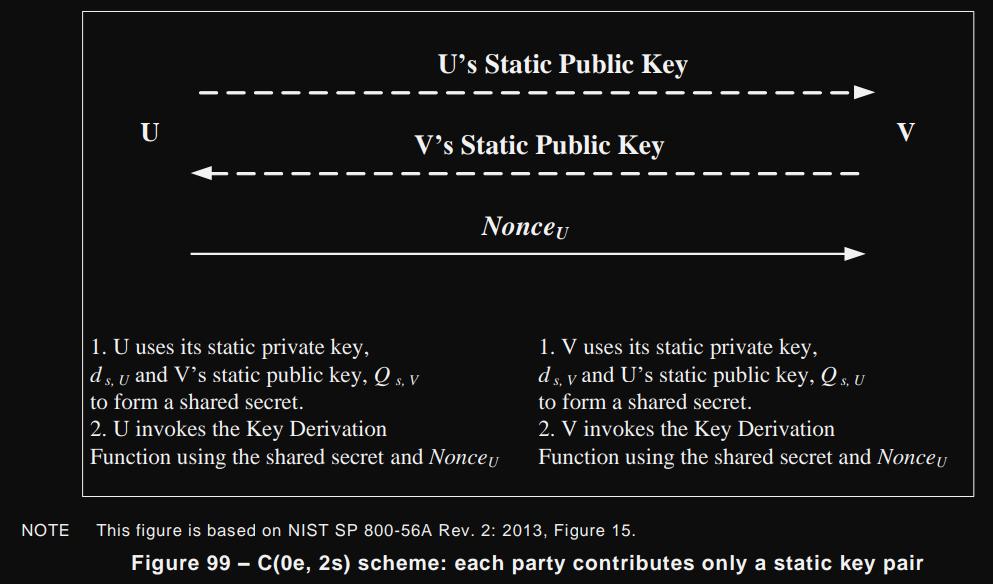 U's Static Public Key
U
V
V's Static Public Key
Nonce_U
1. U uses its static private key,
d_{s, U} and V's static public key, Q_{s, V}
to form a shared secret.
2. U invokes the Key Derivation
Function using the shared secret and Nonce_U
1. V uses its static private key,
d_{s, V} and U's static public key, Q_{s, U}
to form a shared secret.
2. V invokes the Key Derivation
Function using the shared secret and Nonce_U
NOTE This figure is based on NIST SP 800-56A Rev. 2: 2013, Figure 15.
Figure 99 – C(0e, 2s) scheme: each party contributes only a static key pair